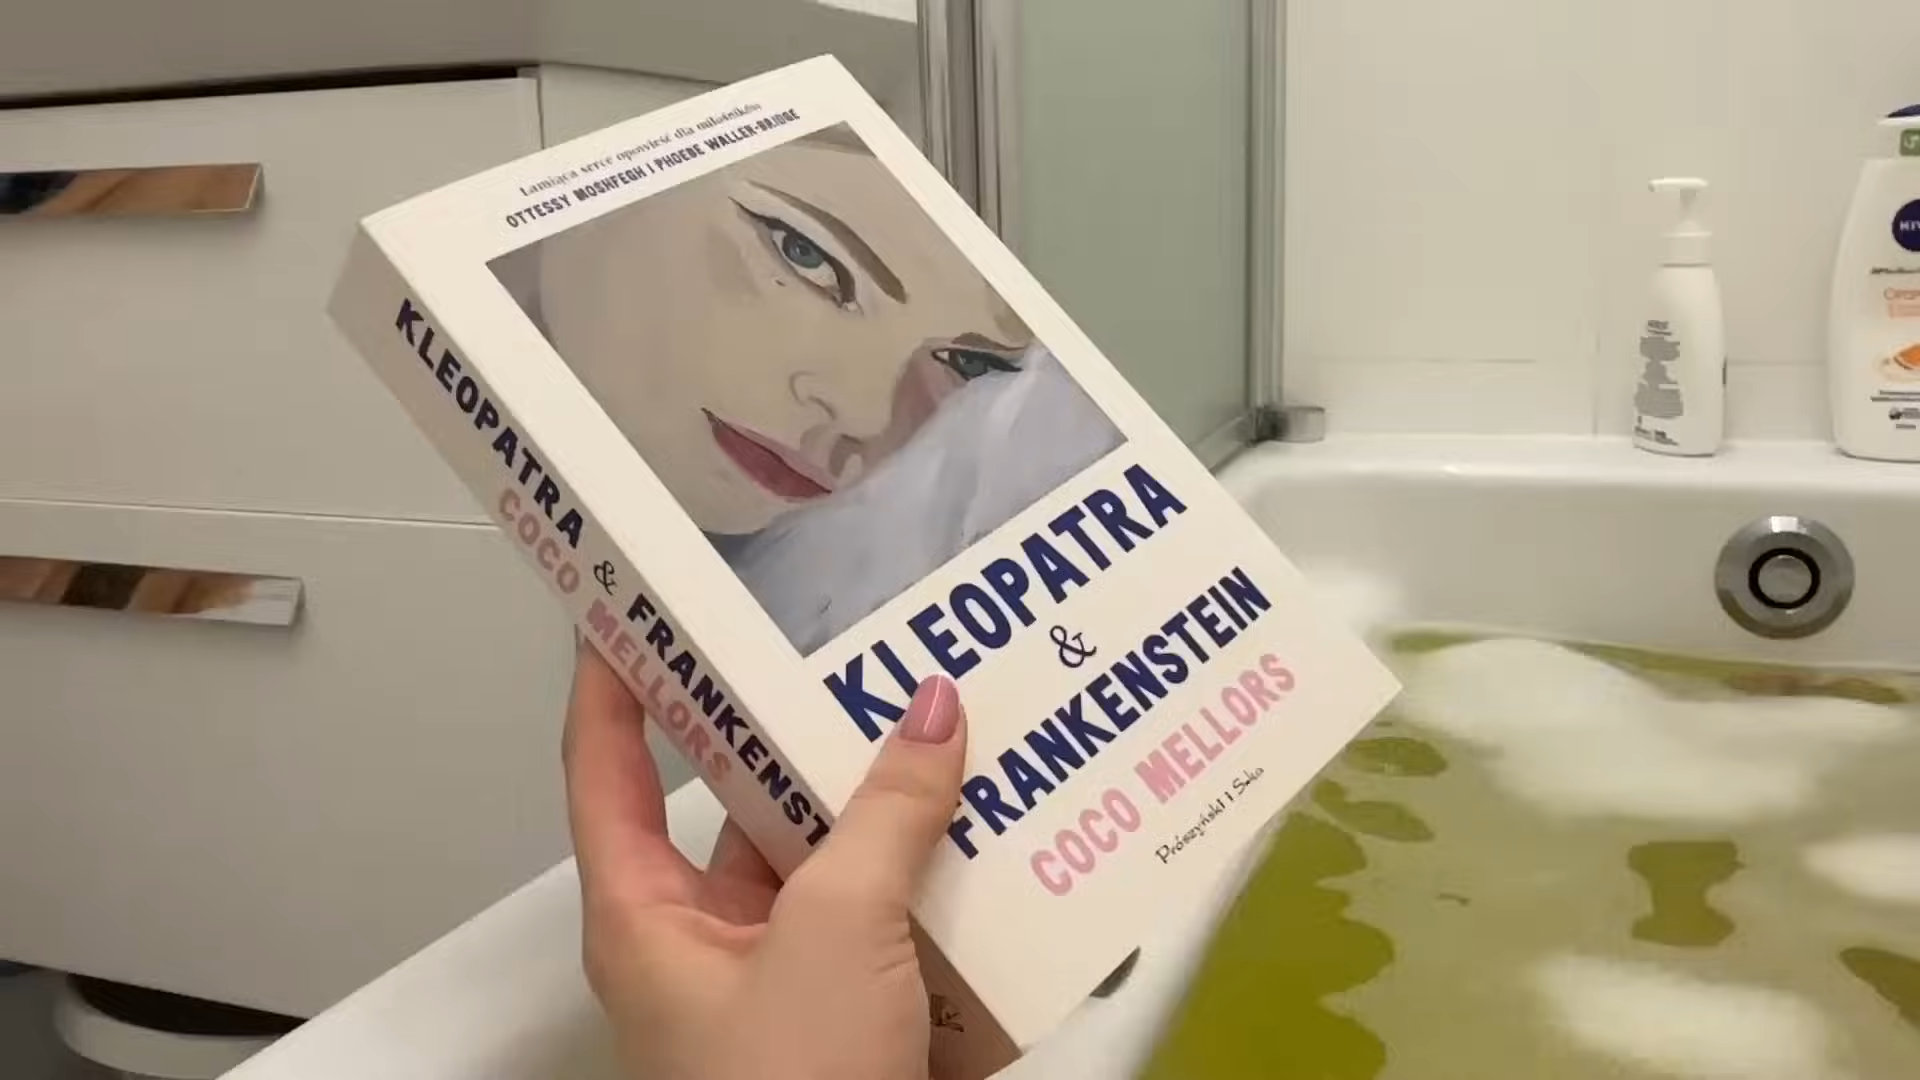 Łamiąca serce opowieść dla miłośników
OTTESSY MOSHFEGH I PHOEBE WALLER-BRIDGE
KLEOPATRA
&
FRANKENSTEIN
COCO MELLORS
Prószyński i S-ka
KLEOPATRA & FRANKENST
COCO MELLORS